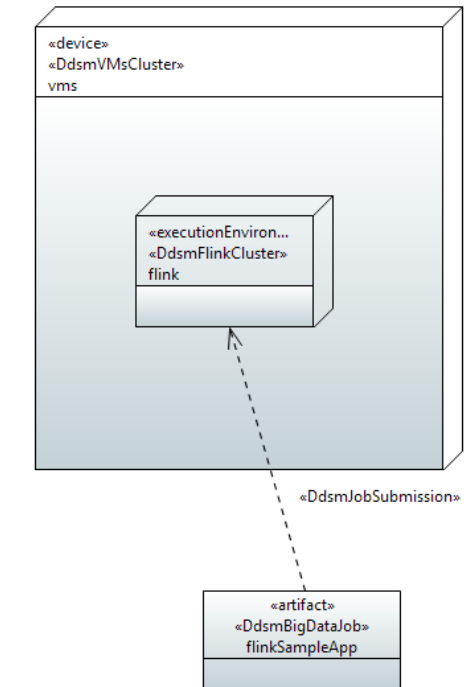 «device»
«DdsmVMsCluster»
vms
«executionEnviron...
«DdsmFlinkCluster»
flink
«DdsmJobSubmission»
«artifact»
«DdsmBigDataJob»
flinkSampleApp